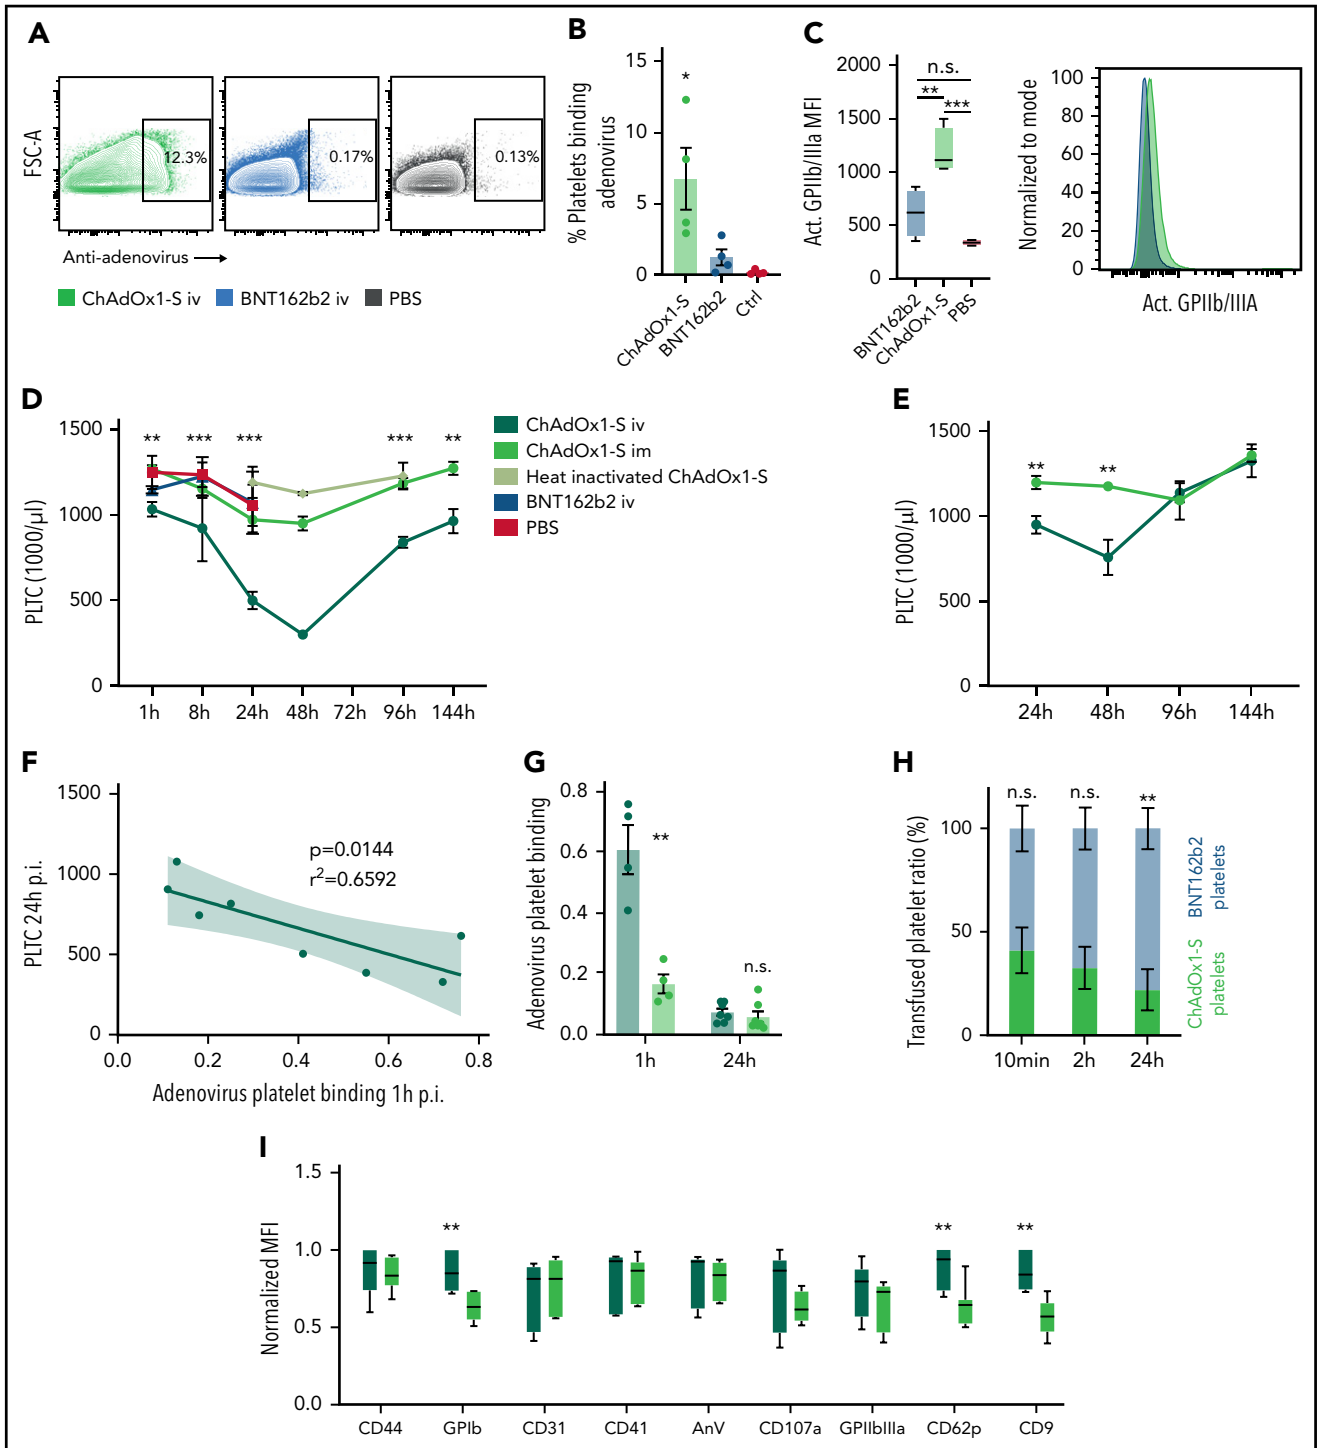 A
FSC-A
12.3%
0.17%
0.13%
Anti-adenovirus
ChAdOx1-S iv
BNT162b2 iv
PBS
B
% Platelets binding
adenovirus
15
10
5
0
*
ChAdOx1-S
BNT162b2
Ctrl
C
Act. GPIIb/IIIa MFI
2000
1500
1000
500
0
n.s.
**
***
BNT162b2
ChAdOx1-S
PBS
Normalized to mode
100
80
60
40
20
0
Act. GPIIb/IIIA
D
PLTC (1000/µl)
1500
1000
500
0
** *** *** *** **
1h 8h 24h 48h 72h 96h 144h
ChAdOx1-S iv
ChAdOx1-S im
Heat inactivated ChAdOx1-S
BNT162b2 iv
PBS
E
PLTC (1000/µl)
1500
1000
500
0
** **
24h 48h 96h 144h
F
PLTC 24h p.i.
1500
1000
500
0
p=0.0144
r²=0.6592
0.0 0.2 0.4 0.6 0.8
Adenovirus platelet binding 1h p.i.
G
Adenovirus platelet binding
0.8
0.6
0.4
0.2
0.0
**
n.s.
1h 24h
H
Transfused platelet ratio (%)
100
50
0
n.s. n.s. **
10min 2h 24h
BNT162b2
platelets
ChAdOx1-S
platelets
I
Normalized MFI
1.5
1.0
0.5
0.0
** ** **
CD44 GPIb CD31 CD41 AnV CD107a GPIIbIIIa CD62p CD9